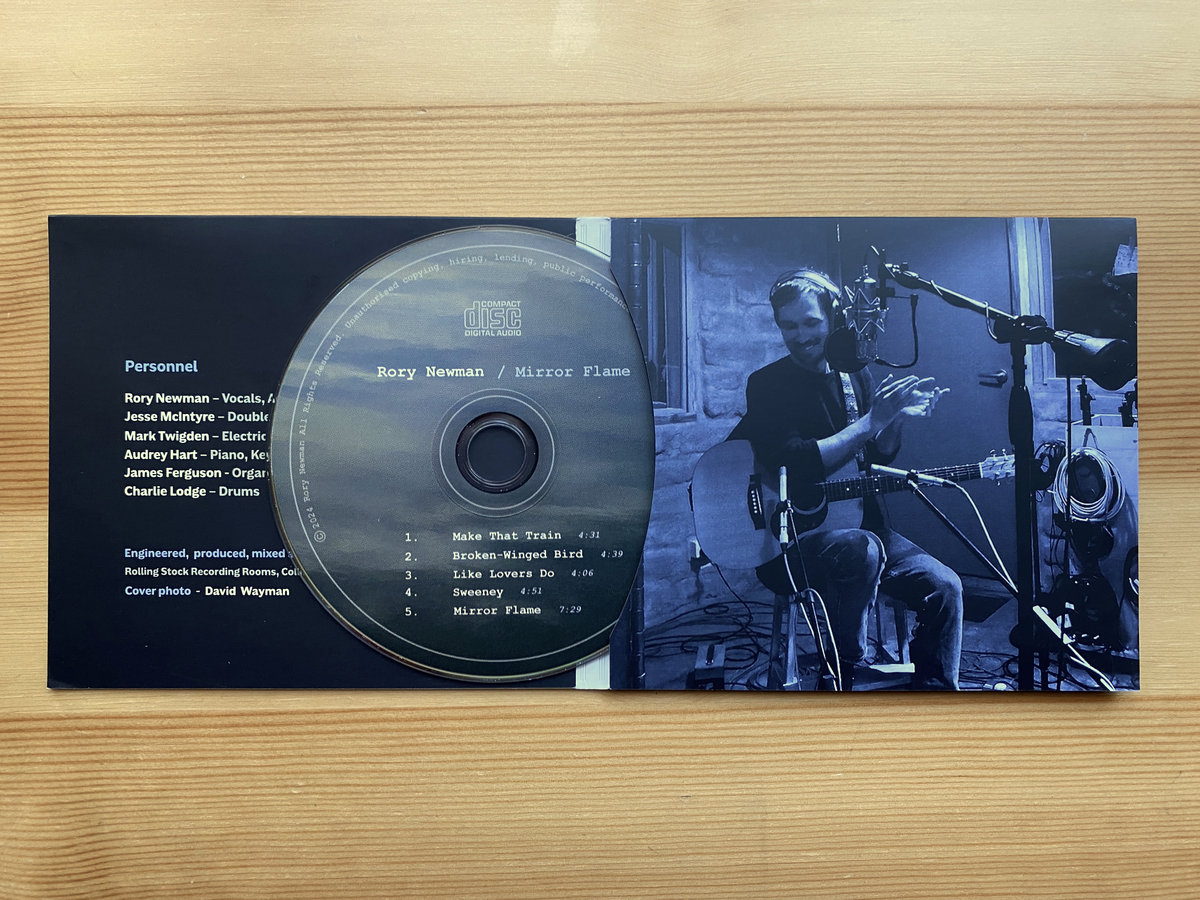 Personnel
Rory Newman – Vocals, A
Jesse McIntyre – Double
Mark Twigden – Electric
Audrey Hart – Piano, Key
James Ferguson - Organ
Charlie Lodge – Drums
Engineered, produced, mixed
Rolling Stock Recording Rooms,
Cover photo - David Wayman
© 2024 Rory Newman All Rights Reserved. Unauthorised copying, hiring, lending, public performance
COMPACT
disc
DIGITAL AUDIO
Rory Newman / Mirror Flame
1. Make That Train 4:31
2. Broken-Winged Bird 4:39
3. Like Lovers Do 4:06
4. Sweeney 4:51
5. Mirror Flame 7:29